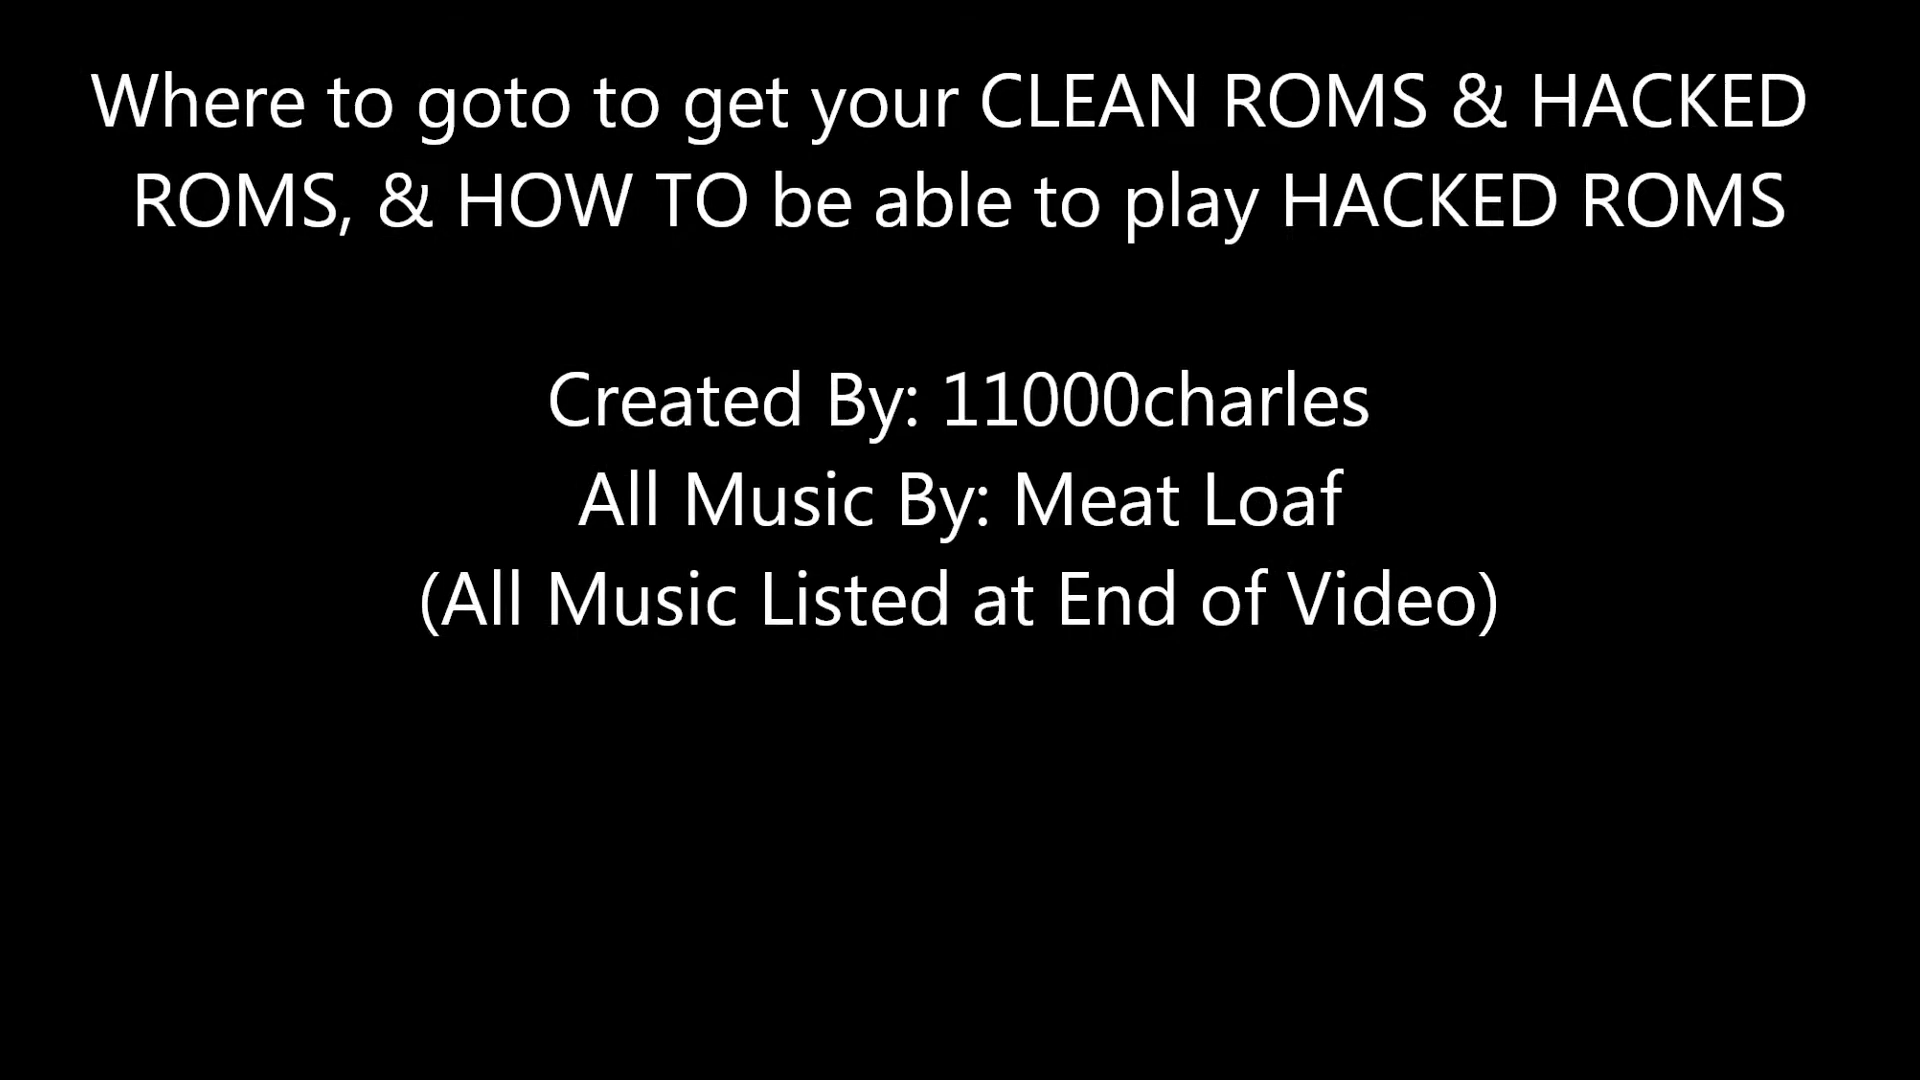 Where to goto to get your CLEAN ROMS & HACKED
ROMS, & HOW TO be able to play HACKED ROMS
Created By: 11000charles
All Music By: Meat Loaf
(All Music Listed at End of Video)